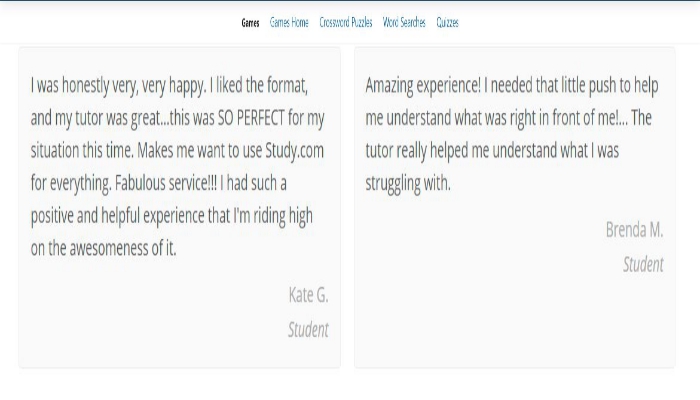 Games Games Home Crossword Puzzles Word Searches Quizzes
I was honestly very, very happy. I liked the format,
and my tutor was great...this was SO PERFECT for my
situation this time. Makes me want to use Study.com
for everything. Fabulous service!!! I had such a
positive and helpful experience that I'm riding high
on the awesomeness of it.
Kate G.
Student
Amazing experience! I needed that little push to help
me understand what was right in front of me!... The
tutor really helped me understand what I was
struggling with.
Brenda M.
Student